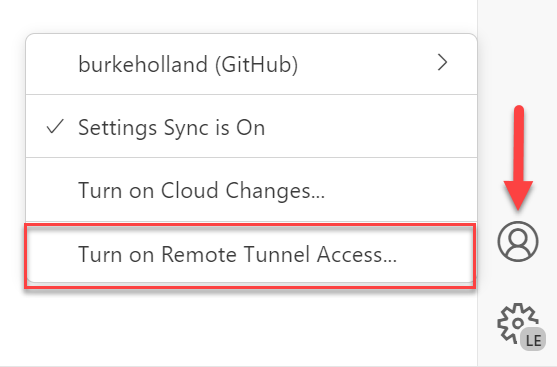 burkeholland (GitHub)
Settings Sync is On
Turn on Cloud Changes...
Turn on Remote Tunnel Access...
LE